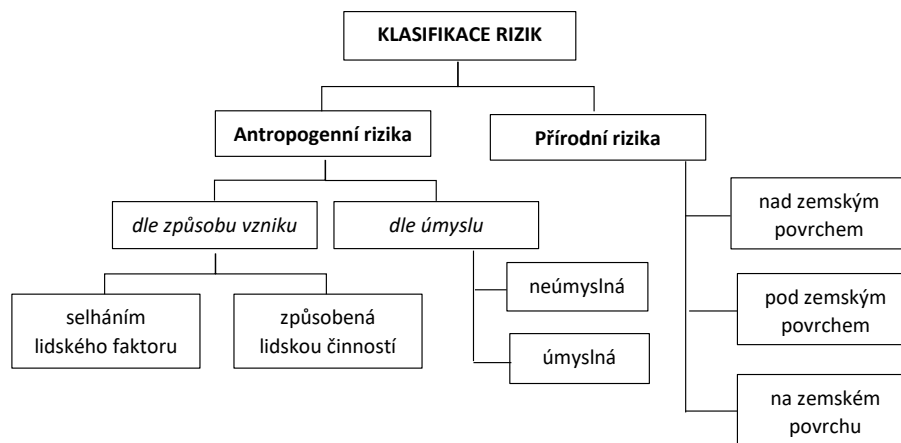 KLASIFIKACE RIZIK
Antropogenní rizika
Přírodní rizika
dle způsobu vzniku
dle úmyslu
nad zemským
povrchem
neúmyslná
selháním
lidského faktoru
způsobená
lidskou činností
pod zemským
povrchem
úmyslná
na zemském
povrchu